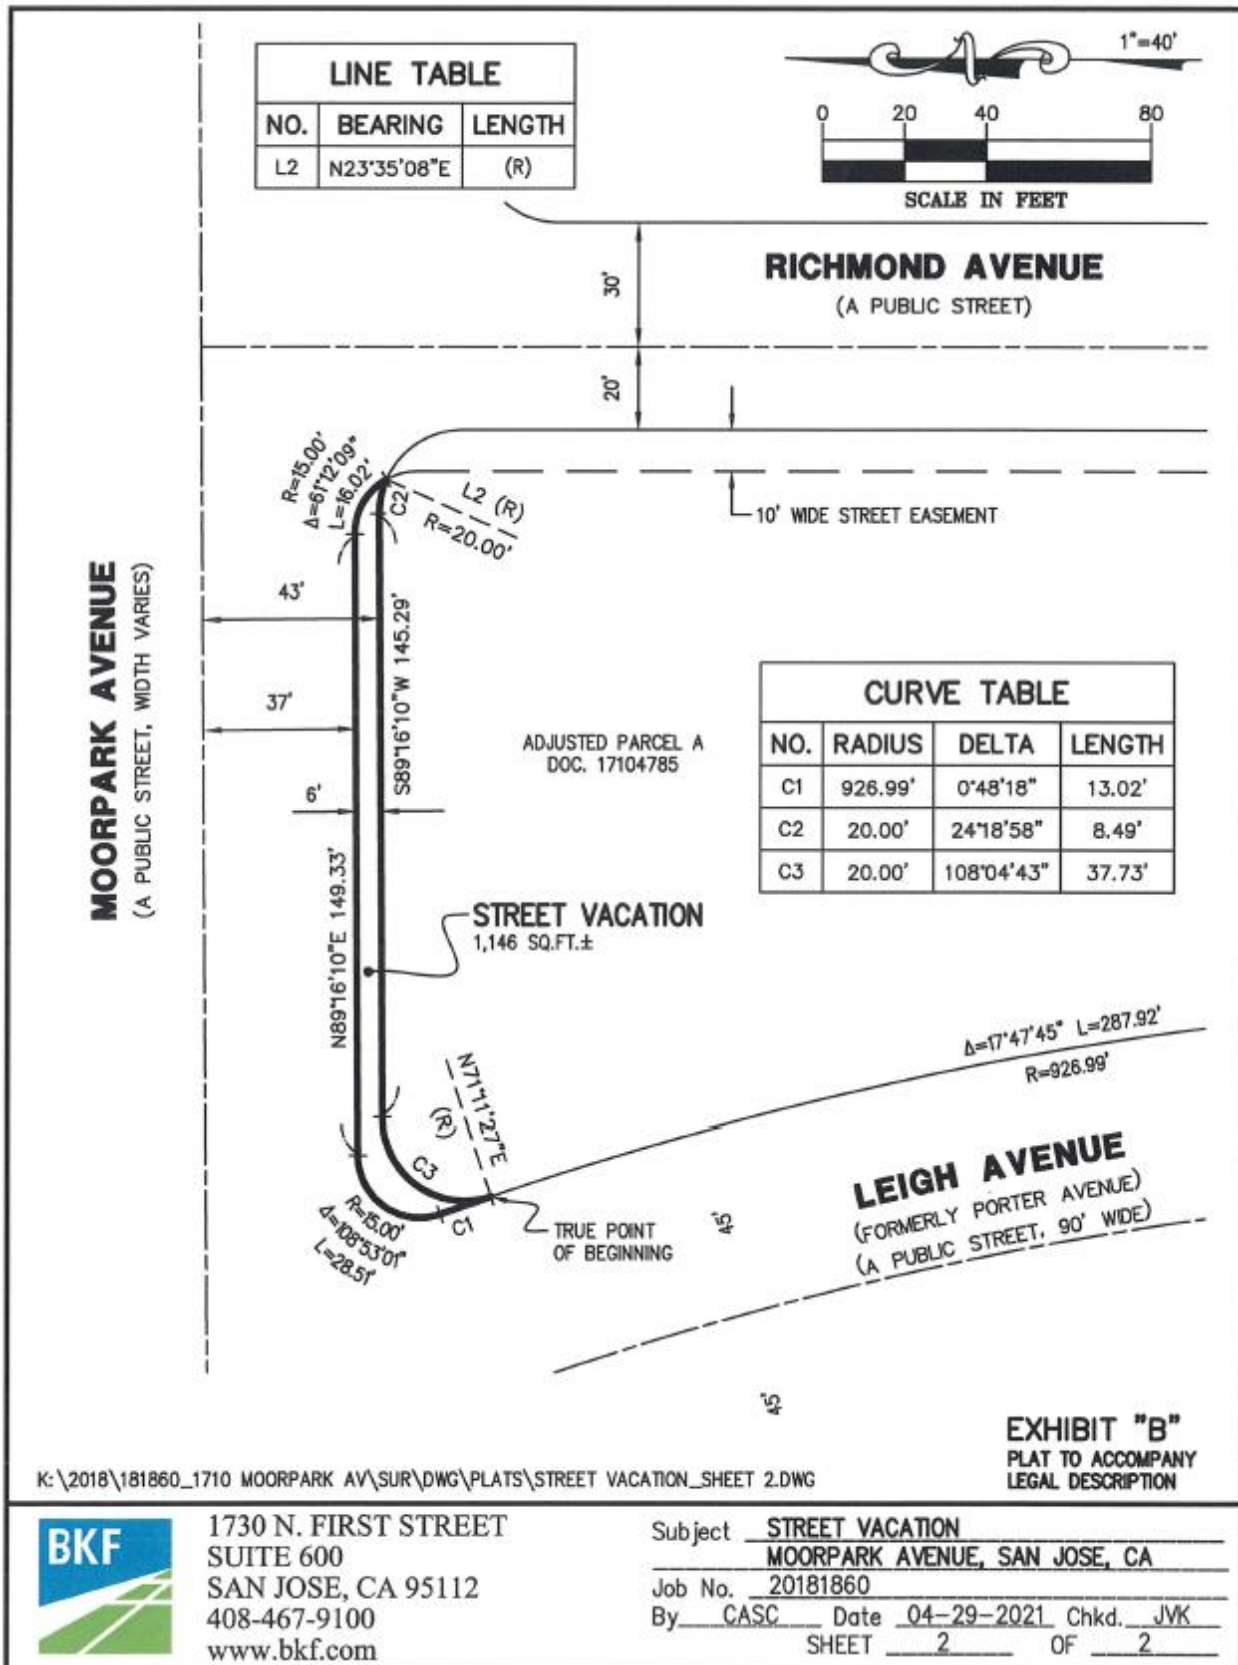 LINE TABLE
NO. BEARING LENGTH
L2 N23°35'08"E (R)
1"=40'
0 20 40 80
SCALE IN FEET
RICHMOND AVENUE
(A PUBLIC STREET)
30'
20'
10' WIDE STREET EASEMENT
R=15.00'
Δ=61°12'09"
L=16.02'
C2
L2 (R)
R=20.00'
MOORPARK AVENUE
(A PUBLIC STREET, WIDTH VARIES)
43'
37'
6'
S89°16'10"W 145.29'
N89°16'10"E 149.33'
ADJUSTED PARCEL A
DOC. 17104785
CURVE TABLE
NO. RADIUS DELTA LENGTH
C1 926.99' 0°48'18" 13.02'
C2 20.00' 24°18'58" 8.49'
C3 20.00' 108°04'43" 37.73'
STREET VACATION
1,146 SQ.FT.±
Δ=17°47'45" L=287.92'
R=926.99'
N71°11'27"E
(R)
C3
R=15.00'
Δ=108°53'01"
L=28.51'
C1
TRUE POINT
OF BEGINNING
LEIGH AVENUE
(FORMERLY PORTER AVENUE)
(A PUBLIC STREET, 90' WIDE)
45'
45'
EXHIBIT "B"
PLAT TO ACCOMPANY
LEGAL DESCRIPTION
K:\2018\181860_1710 MOORPARK AV\SUR\DWG\PLATS\STREET VACATION_SHEET 2.DWG
BKF
1730 N. FIRST STREET
SUITE 600
SAN JOSE, CA 95112
408-467-9100
www.bkf.com
Subject STREET VACATION
MOORPARK AVENUE, SAN JOSE, CA
Job No. 20181860
By CASC Date 04-29-2021 Chkd. JVK
SHEET 2 OF 2